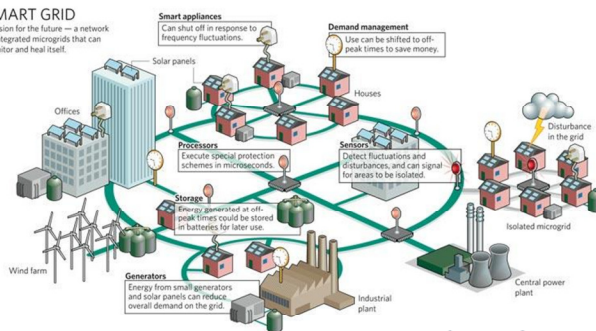 MART GRID
sion for the future — a network
ntegrated microgrids that can
itor and heal itself.
Smart appliances
Can shut off in response to
frequency fluctuations.
Demand management
Use can be shifted to off-
peak times to save money.
Solar panels
Houses
Offices
Processors
Execute special protection
schemes in microseconds.
Sensors
Detect fluctuations and
disturbances, and can signal
for areas to be isolated.
Disturbance
in the grid
Storage
Energy generated at off-
peak times could be stored
in batteries for later use.
Isolated microgrid
Wind farm
Generators
Energy from small generators
and solar panels can reduce
overall demand on the grid.
Industrial
plant
Central power
plant